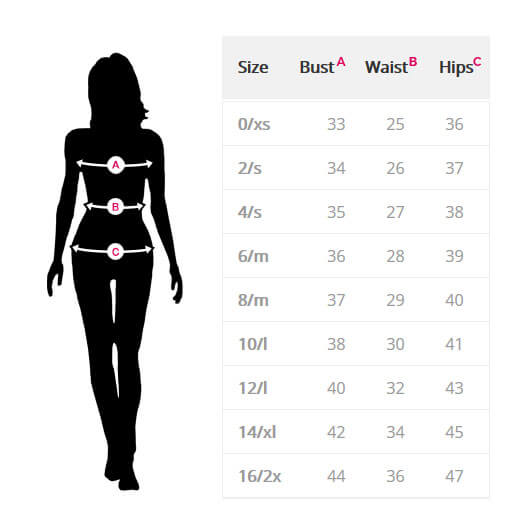 Size Bust A Waist B Hips C
0/xs 33 25 36
2/s 34 26 37
4/s 35 27 38
6/m 36 28 39
8/m 37 29 40
10/l 38 30 41
12/l 40 32 43
14/xl 42 34 45
16/2x 44 36 47
A
B
C